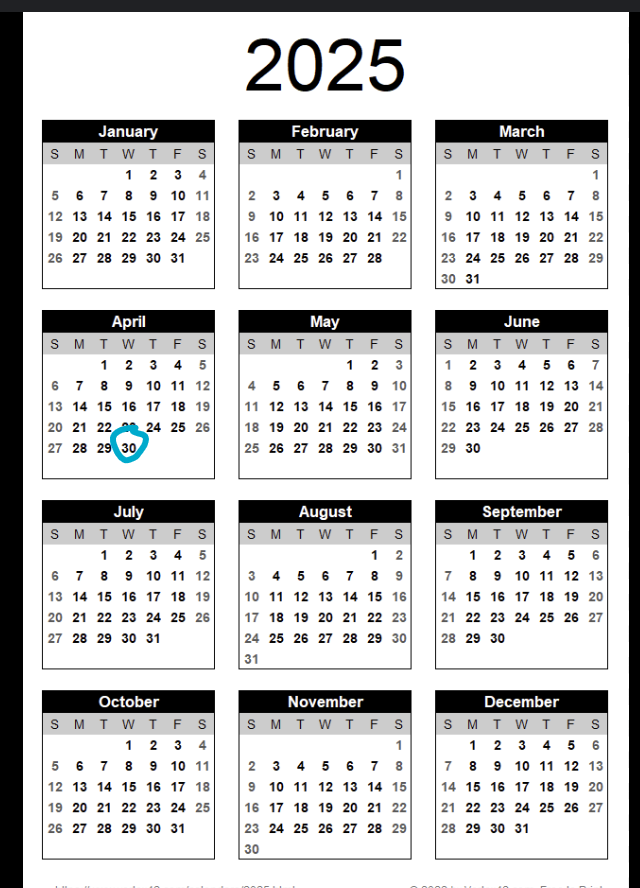 2025
January February March
S M T W T F S S M T W T F S S M T W T F S
1 2 3 4 1 1
5 6 7 8 9 10 11 2 3 4 5 6 7 8 2 3 4 5 6 7 8
12 13 14 15 16 17 18 9 10 11 12 13 14 15 9 10 11 12 13 14 15
19 20 21 22 23 24 25 16 17 18 19 20 21 22 16 17 18 19 20 21 22
26 27 28 29 30 31 23 24 25 26 27 28 23 24 25 26 27 28 29
30 31
April May June
S M T W T F S S M T W T F S S M T W T F S
1 2 3 4 5 1 2 3 1 2 3 4 5 6 7
6 7 8 9 10 11 12 4 5 6 7 8 9 10 8 9 10 11 12 13 14
13 14 15 16 17 18 19 11 12 13 14 15 16 17 15 16 17 18 19 20 21
20 21 22 23 24 25 26 18 19 20 21 22 23 24 22 23 24 25 26 27 28
27 28 29 30 25 26 27 28 29 30 31 29 30
July August September
S M T W T F S S M T W T F S S M T W T F S
1 2 3 4 5 1 2 1 2 3 4 5 6
6 7 8 9 10 11 12 3 4 5 6 7 8 9 7 8 9 10 11 12 13
13 14 15 16 17 18 19 10 11 12 13 14 15 16 14 15 16 17 18 19 20
20 21 22 23 24 25 26 17 18 19 20 21 22 23 21 22 23 24 25 26 27
27 28 29 30 31 24 25 26 27 28 29 30 28 29 30
31
October November December
S M T W T F S S M T W T F S S M T W T F S
1 2 3 4 1 1 2 3 4 5 6
5 6 7 8 9 10 11 2 3 4 5 6 7 8 7 8 9 10 11 12 13
12 13 14 15 16 17 18 9 10 11 12 13 14 15 14 15 16 17 18 19 20
19 20 21 22 23 24 25 16 17 18 19 20 21 22 21 22 23 24 25 26 27
26 27 28 29 30 31 23 24 25 26 27 28 29 28 29 30 31
30